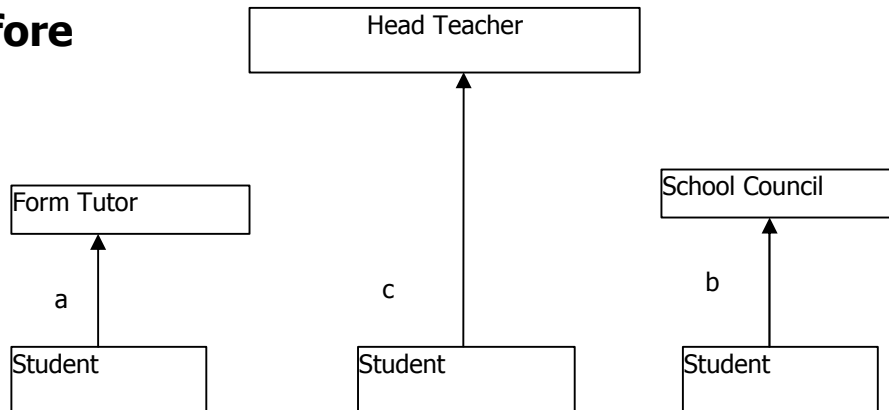 fore
Head Teacher
Form Tutor
School Council
a
c
b
Student
Student
Student